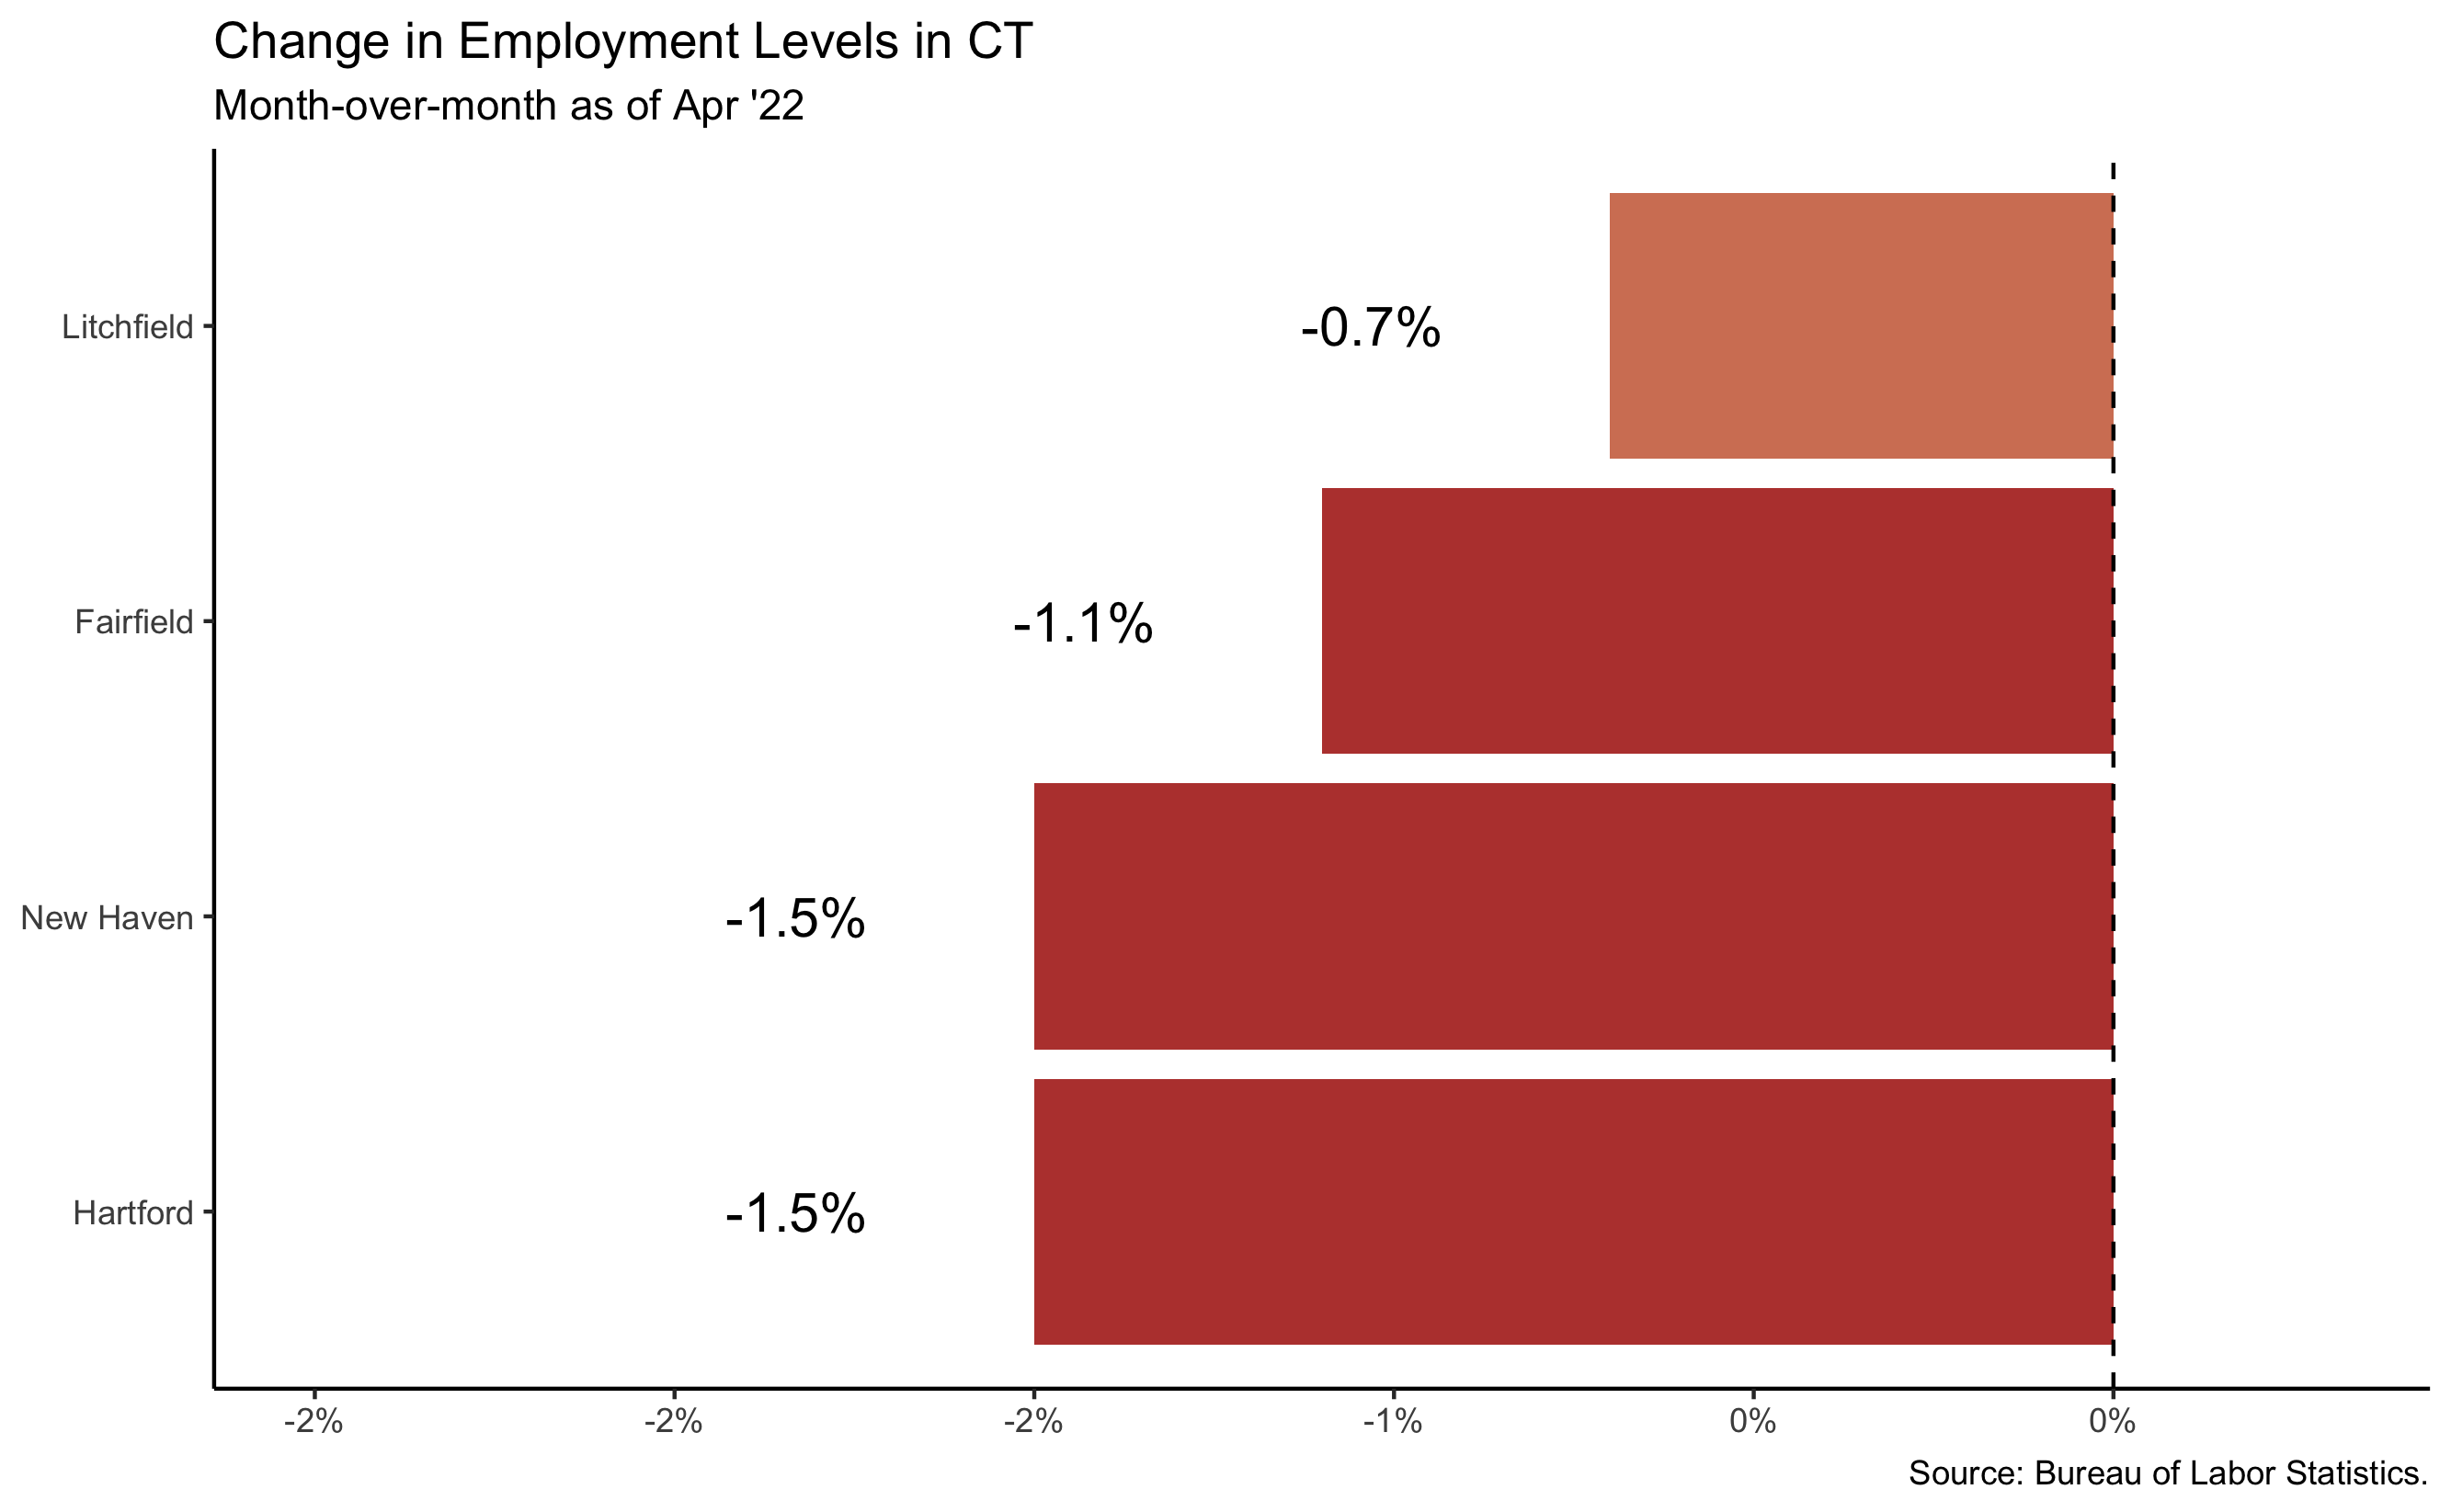 Change in Employment Levels in CT
Month-over-month as of Apr '22
Litchfield
-0.7%
Fairfield
-1.1%
New Haven
-1.5%
Hartford
-1.5%
-2% -2% -2% -1% 0% 0%
Source: Bureau of Labor Statistics.